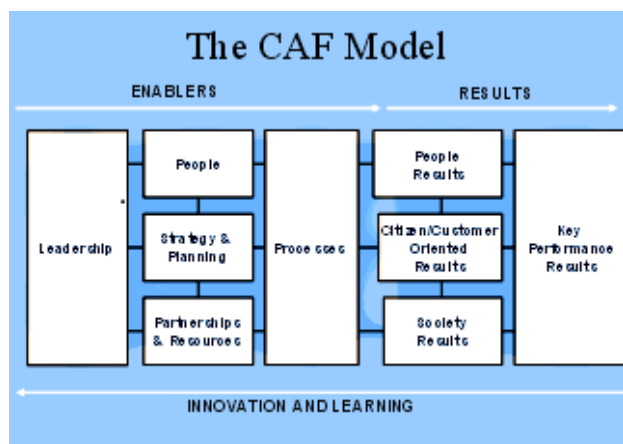 The CAF Model
ENABLERS
RESULTS
Leadership
People
Strategy &
Planning
Partnerships
& Resources
Processes
People
Results
Citizen/Customer
Oriented
Results
Society
Results
Key
Performance
Results
INNOVATION AND LEARNING